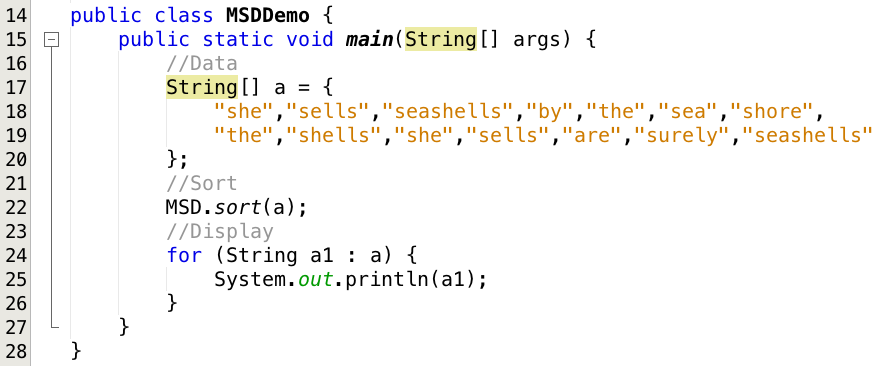 14 public class MSDDemo {
15     public static void main(String[] args) {
16         //Data
17         String[] a = {
18             "she","sells","seashells","by","the","sea","shore",
19             "the","shells","she","sells","are","surely","seashells"
20         };
21         //Sort
22         MSD.sort(a);
23         //Display
24         for (String a1 : a) {
25             System.out.println(a1);
26         }
27     }
28 }